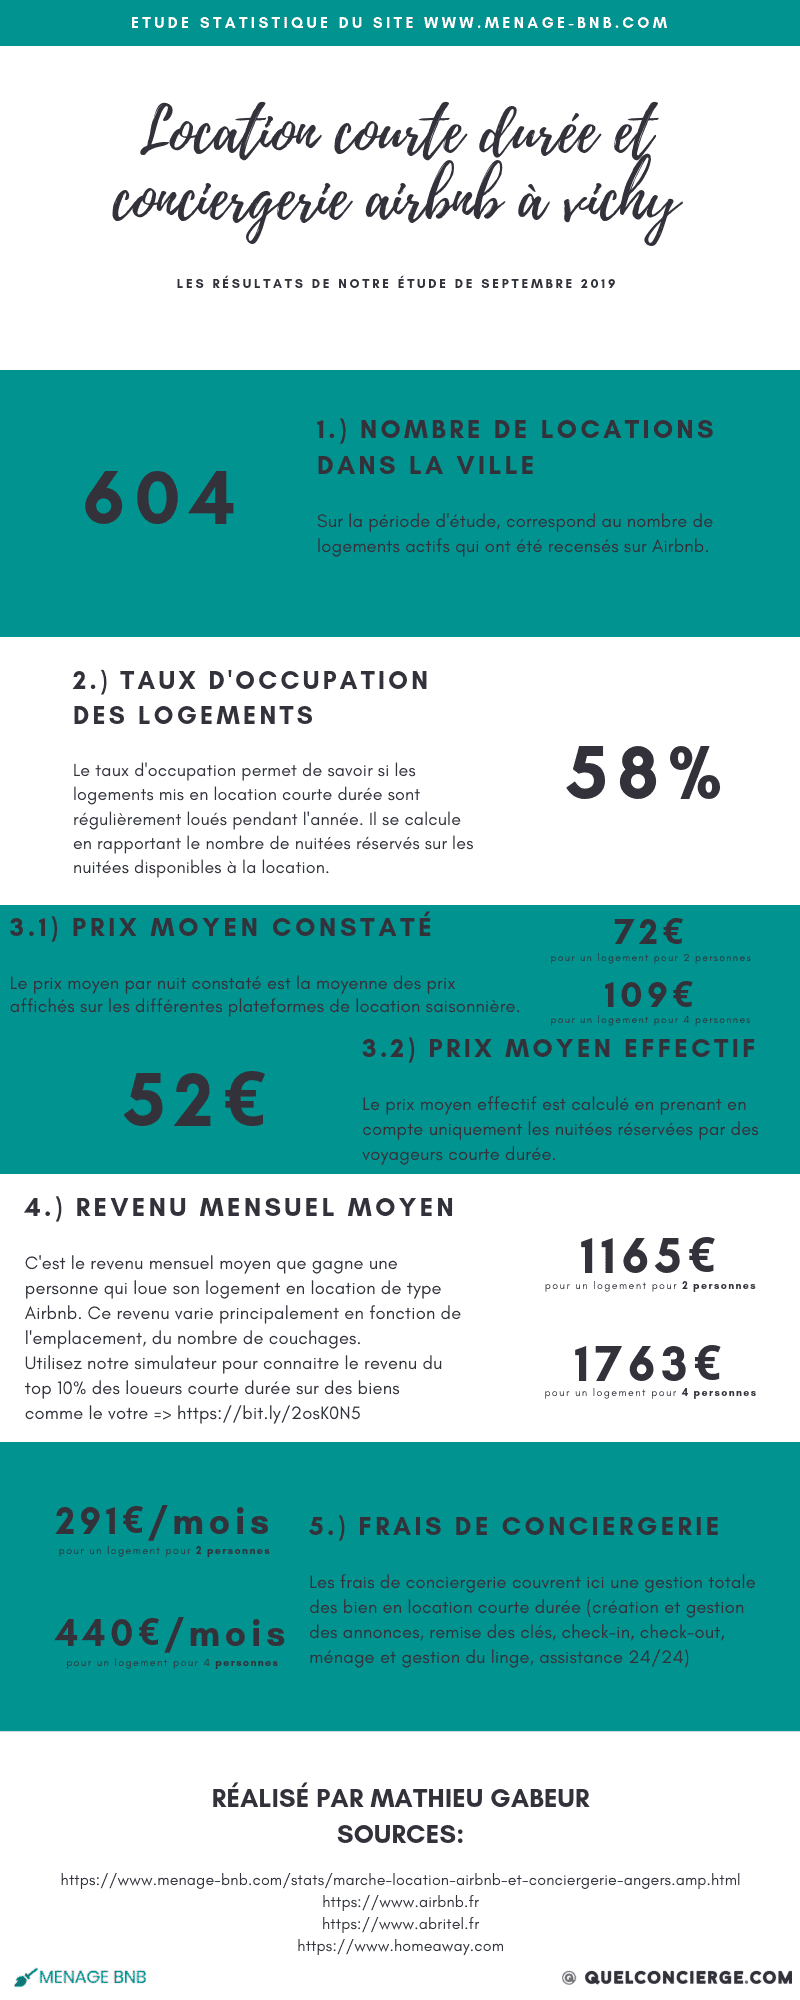 ETUDE STATISTIQUE DU SITE WWW.MENAGE-BNB.COM
Location courte durée et
conciergerie airbnb à vichy
LES RÉSULTATS DE NOTRE ÉTUDE DE SEPTEMBRE 2019
604
1.) NOMBRE DE LOCATIONS
DANS LA VILLE
Sur la période d'étude, correspond au nombre de
logements actifs qui ont été recensés sur Airbnb.
2.) TAUX D'OCCUPATION
DES LOGEMENTS
Le taux d'occupation permet de savoir si les
logements mis en location courte durée sont
régulièrement loués pendant l'année. Il se calcule
en rapportant le nombre de nuitées réservés sur les
nuitées disponibles à la location.
58%
3.1) PRIX MOYEN CONSTATÉ
Le prix moyen par nuit constaté est la moyenne des prix
affichés sur les différentes plateformes de location saisonnière.
72€
pour un logement pour 2 personnes
109€
pour un logement pour 4 personnes
52€
3.2) PRIX MOYEN EFFECTIF
Le prix moyen effectif est calculé en prenant en
compte uniquement les nuitées réservées par des
voyageurs courte durée.
4.) REVENU MENSUEL MOYEN
C'est le revenu mensuel moyen que gagne une
personne qui loue son logement en location de type
Airbnb. Ce revenu varie principalement en fonction de
l'emplacement, du nombre de couchages.
Utilisez notre simulateur pour connaitre le revenu du
top 10% des loueurs courte durée sur des biens
comme le votre => https://bit.ly/2osK0N5
1165€
pour un logement pour 2 personnes
1763€
pour un logement pour 4 personnes
291€/mois
pour un logement pour 2 personnes
440€/mois
pour un logement pour 4 personnes
5.) FRAIS DE CONCIERGERIE
Les frais de conciergerie couvrent ici une gestion totale
des bien en location courte durée (création et gestion
des annonces, remise des clés, check-in, check-out,
ménage et gestion du linge, assistance 24/24)
RÉALISÉ PAR MATHIEU GABEUR
SOURCES:
https://www.menage-bnb.com/stats/marche-location-airbnb-et-conciergerie-angers.amp.html
https://www.airbnb.fr
https://www.abritel.fr
https://www.homeaway.com
MENAGE BNB
@ QUELCONCIERGE.COM